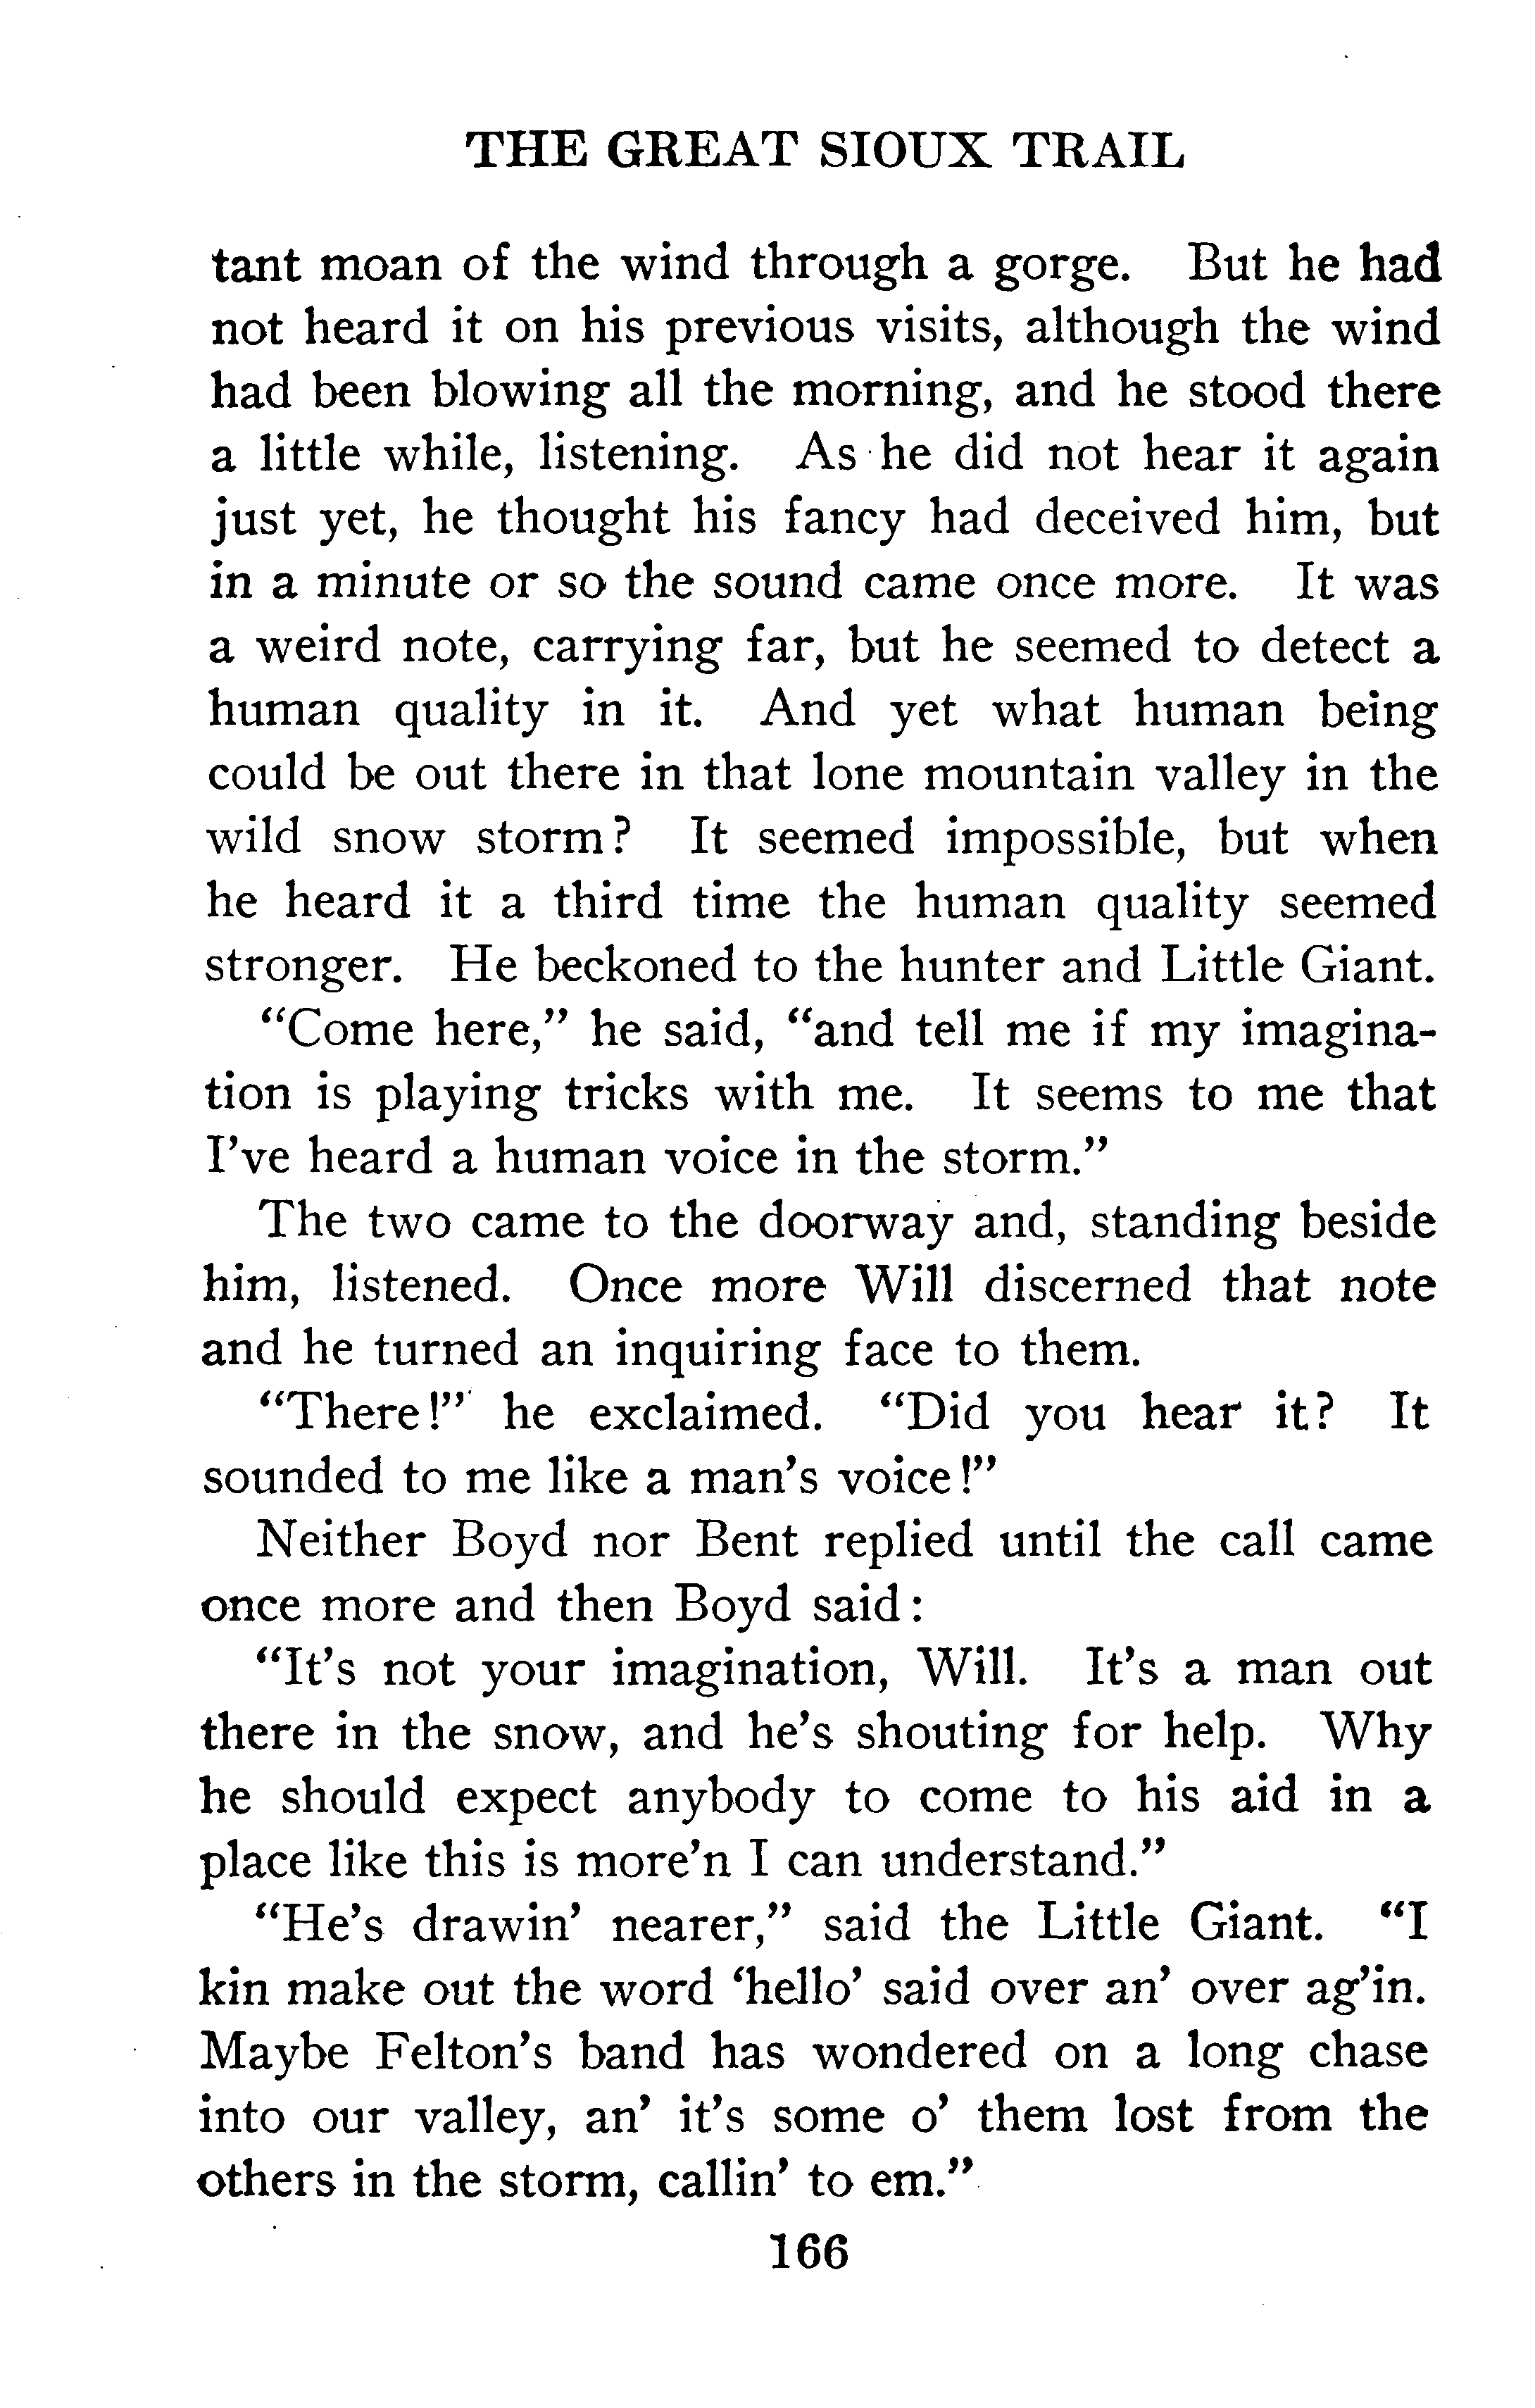 THE GREAT SIOUX TRAIL
tant moan of the wind through a gorge. But he had
not heard it on his previous visits, although the wind
had been blowing all the morning, and he stood there
a little while, listening. As he did not hear it again
just yet, he thought his fancy had deceived him, but
in a minute or so the sound came once more. It was
a weird note, carrying far, but he seemed to detect a
human quality in it. And yet what human being
could be out there in that lone mountain valley in the
wild snow storm? It seemed impossible, but when
he heard it a third time the human quality seemed
stronger. He beckoned to the hunter and Little Giant.
“Come here,” he said, “and tell me if my imagina-
tion is playing tricks with me. It seems to me that
I’ve heard a human voice in the storm.”
The two came to the doorway and, standing beside
him, listened. Once more Will discerned that note
and he turned an inquiring face to them.
“There!” he exclaimed. “Did you hear it? It
sounded to me like a man’s voice!”
Neither Boyd nor Bent replied until the call came
once more and then Boyd said:
“It’s not your imagination, Will. It’s a man out
there in the snow, and he’s shouting for help. Why
he should expect anybody to come to his aid in a
place like this is more’n I can understand.”
“He’s drawin’ nearer,” said the Little Giant. “I
kin make out the word ‘hello’ said over an’ over ag’in.
Maybe Felton’s band has wondered on a long chase
into our valley, an’ it’s some o’ them lost from the
others in the storm, callin’ to em.”
166